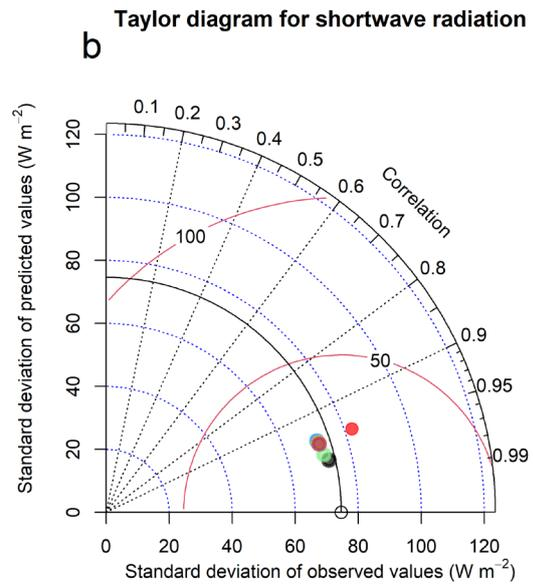 Taylor diagram for shortwave radiation
b
0.1 0.2 0.3 0.4 0.5 0.6 0.7 0.8 0.9 0.95 0.99
Correlation
Standard deviation of predicted values (W m⁻²)
120
100
80
60
40
20
0
100
50
0 20 40 60 80 100 120
Standard deviation of observed values (W m⁻²)